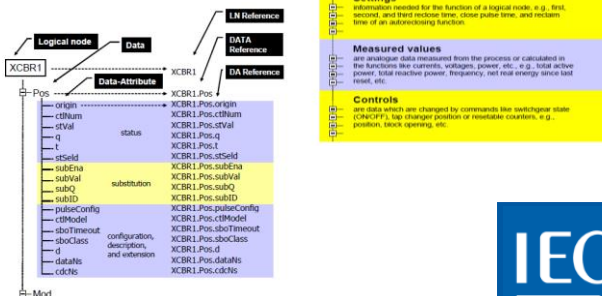 LN Reference
Logical node
Data
DATA
Reference
XCBR1
XCBR1
Data-Attribute
DA Reference
Pos
XCBR1.Pos
origin
XCBR1.Pos.origin
ctlNum
XCBR1.Pos.ctlNum
stVal
status
XCBR1.Pos.stVal
q
XCBR1.Pos.q
t
XCBR1.Pos.t
stSeld
XCBR1.Pos.stSeld
subEna
XCBR1.Pos.subEna
subVal
substitution
XCBR1.Pos.subVal
subQ
XCBR1.Pos.subQ
subID
XCBR1.Pos.subID
pulseConfig
XCBR1.Pos.pulseConfig
ctlModel
XCBR1.Pos.ctlModel
sboTimeout
configuration,
description,
and extension
XCBR1.Pos.sboTimeout
sboClass
XCBR1.Pos.sboClass
d
XCBR1.Pos.d
dataNs
XCBR1.Pos.dataNs
cdcNs
XCBR1.Pos.cdcNs
Mod
information needed for the function of a logical node, e.g., first,
second, and third reclose time, close pulse time, and reclaim
time of an autoreclosing function.
Measured values
are analogue data measured from the process or calculated in
the functions like currents, voltages, power, etc., e.g., total active
power, total reactive power, frequency, net real energy since last
reset, etc.
Controls
are data which are changed by commands like switchgear state
(ON/OFF), tap changer position or resetable counters, e.g.,
position, block opening, etc.
IEC